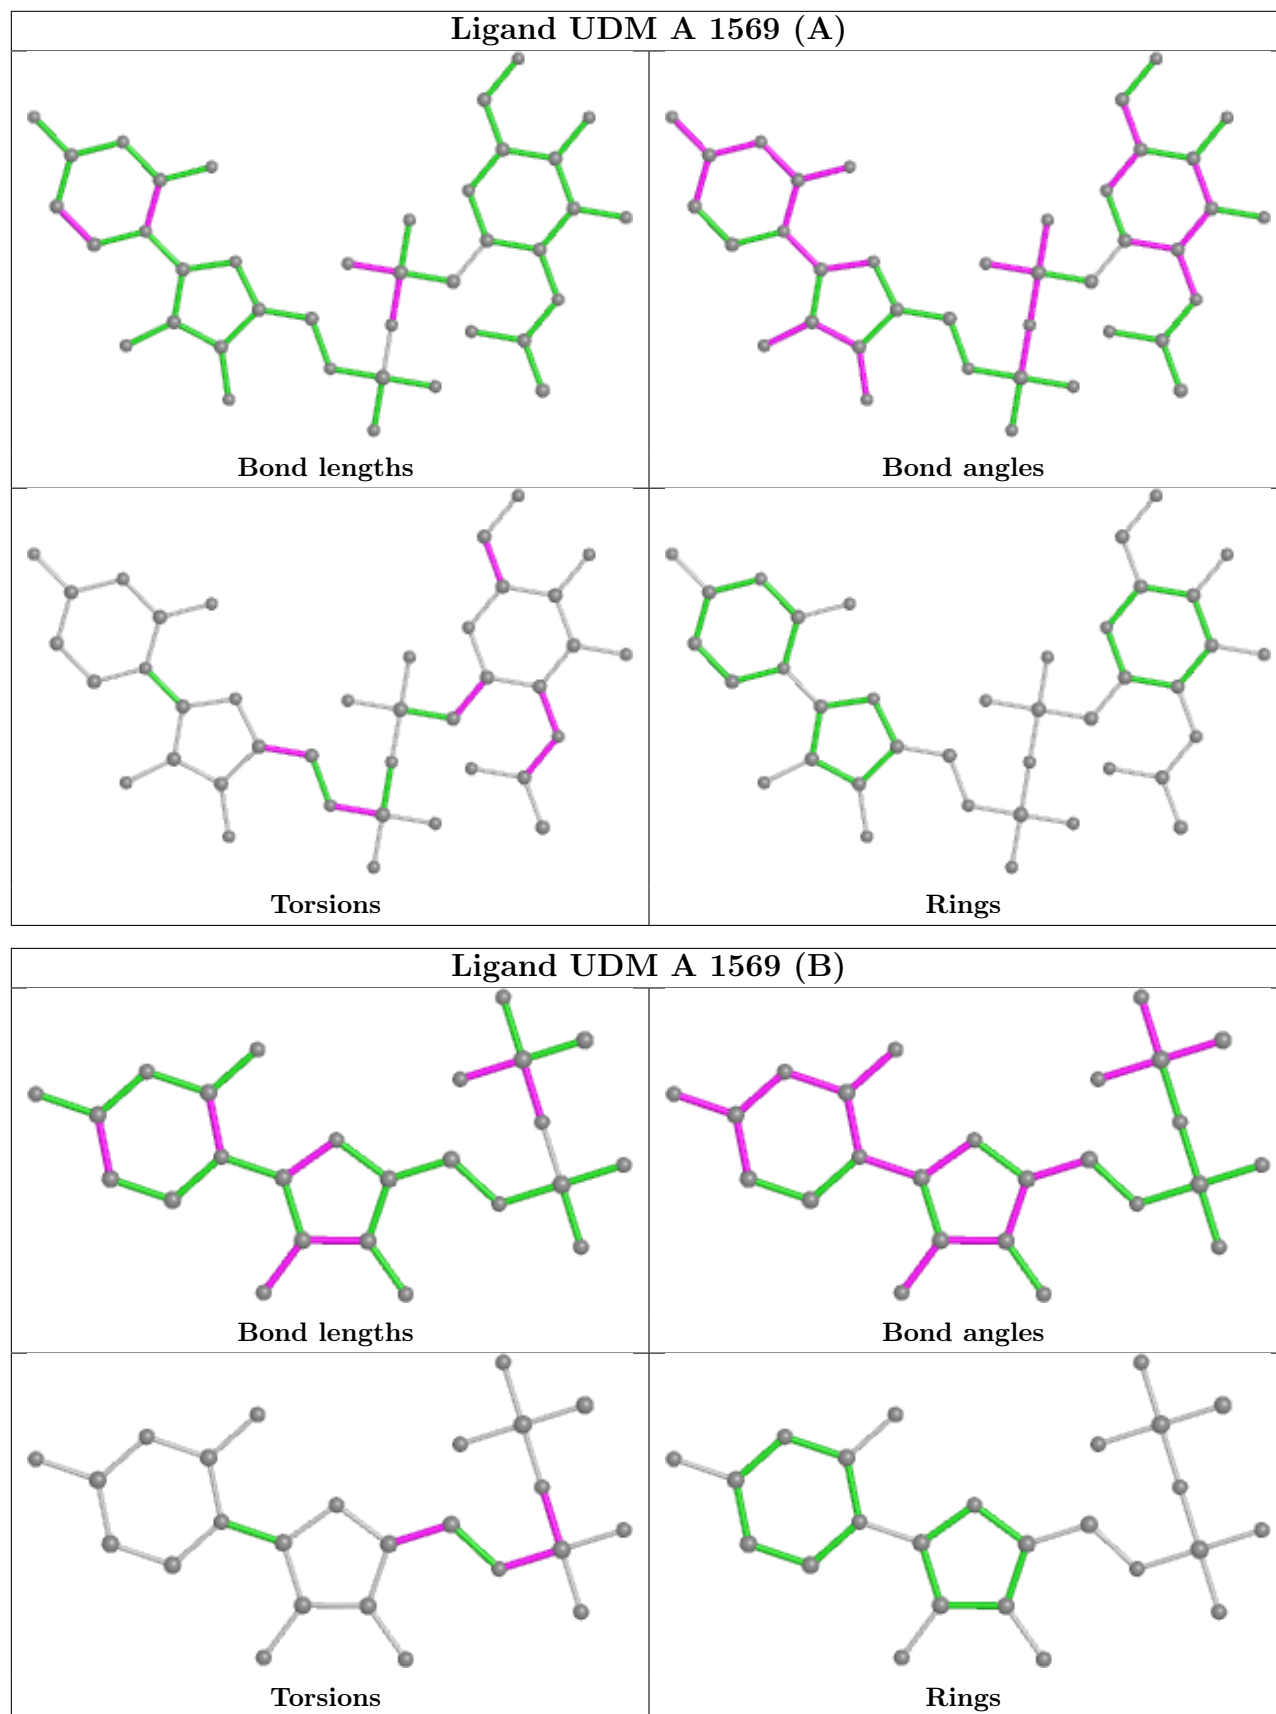 Ligand UDM A 1569 (A)
Bond lengths
Bond angles
Torsions
Rings
Ligand UDM A 1569 (B)
Bond lengths
Bond angles
Torsions
Rings